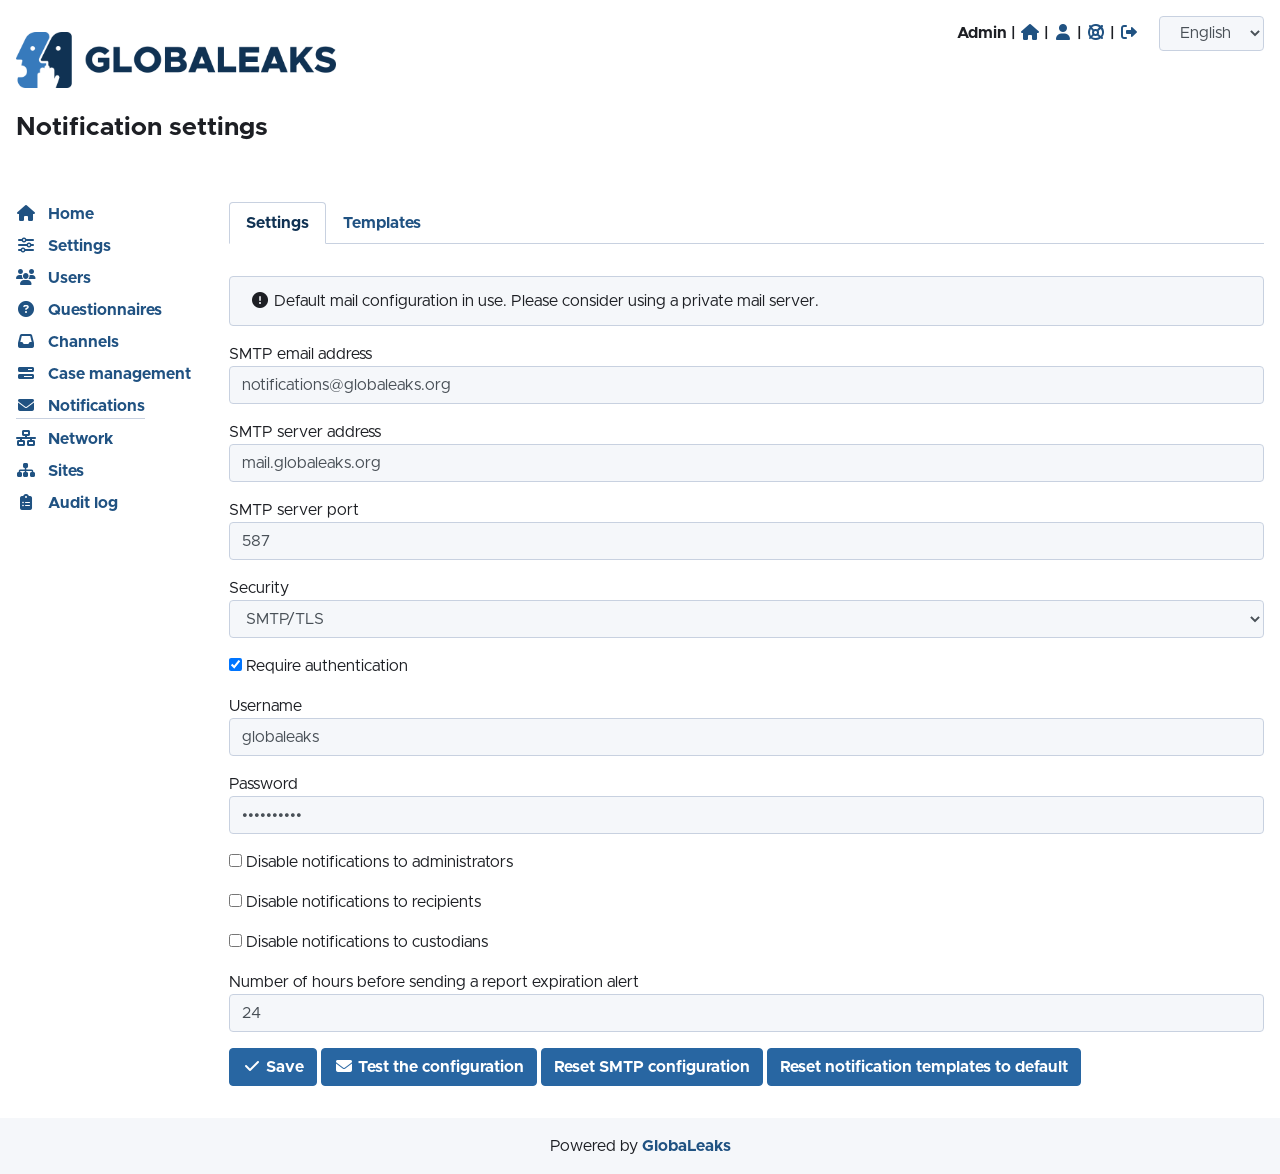 GLOBALEAKS
Admin | | | |
English
Notification settings
Home
Settings
Users
Questionnaires
Channels
Case management
Notifications
Network
Sites
Audit log
Settings Templates
Default mail configuration in use. Please consider using a private mail server.
SMTP email address
notifications@globaleaks.org
SMTP server address
mail.globaleaks.org
SMTP server port
587
Security
SMTP/TLS
Require authentication
Username
globaleaks
Password
••••••••••
Disable notifications to administrators
Disable notifications to recipients
Disable notifications to custodians
Number of hours before sending a report expiration alert
24
Save Test the configuration Reset SMTP configuration Reset notification templates to default
Powered by GlobaLeaks